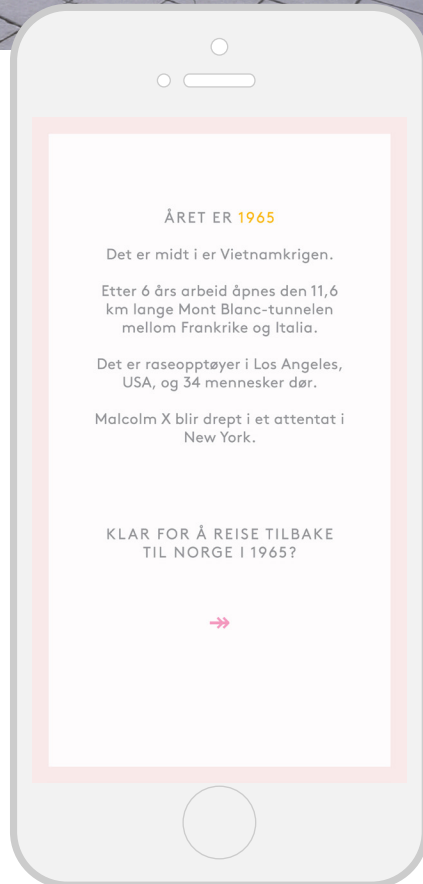 ÅRET ER 1965
Det er midt i er Vietnamkrigen.
Etter 6 års arbeid åpnes den 11,6
km lange Mont Blanc-tunnelen
mellom Frankrike og Italia.
Det er raseopptøyer i Los Angeles,
USA, og 34 mennesker dør.
Malcolm X blir drept i et attentat i
New York.
KLAR FOR Å REISE TILBAKE
TIL NORGE I 1965?